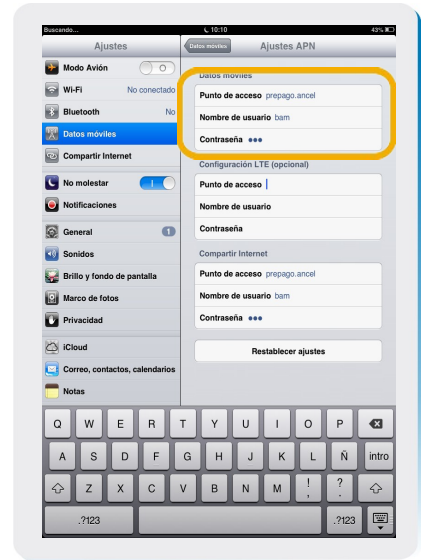 Buscando... 10:10 43%
Ajustes
Datos móviles Ajustes APN
Modo Avión
Wi-Fi No conectado
Bluetooth No
Datos móviles
Compartir Internet
No molestar
Notificaciones
General 1
Sonidos
Brillo y fondo de pantalla
Marco de fotos
Privacidad
iCloud
Correo, contactos, calendarios
Notas
Datos móviles
Punto de acceso prepago.ancel
Nombre de usuario bam
Contraseña •••
Configuración LTE (opcional)
Punto de acceso
Nombre de usuario
Contraseña
Compartir Internet
Punto de acceso prepago.ancel
Nombre de usuario bam
Contraseña •••
Restablecer ajustes
Q W E R T Y U I O P
A S D F G H J K L Ñ intro
Z X C V B N M ! , ? .
.?123 .?123